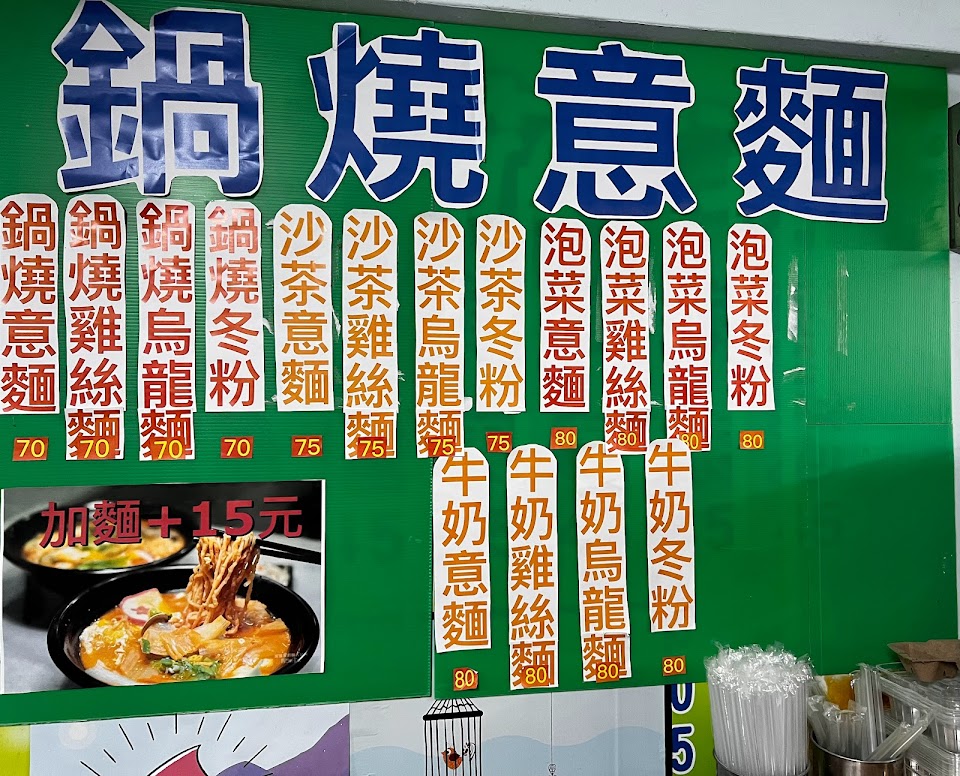 鍋燒意麵
鍋燒意麵 70
鍋燒雞絲麵 70
鍋燒烏龍麵 70
鍋燒冬粉 70
沙茶意麵 75
沙茶雞絲麵 75
沙茶烏龍麵 75
沙茶冬粉 75
泡菜意麵 80
泡菜雞絲麵 80
泡菜烏龍麵 80
泡菜冬粉 80
牛奶意麵 80
牛奶雞絲麵 80
牛奶烏龍麵 80
牛奶冬粉 80
加麵+15元
0
5